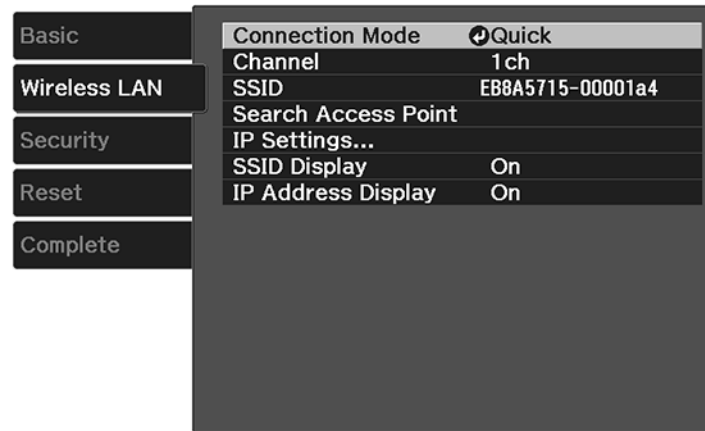 Basic
Wireless LAN
Security
Reset
Complete
Connection Mode Quick
Channel 1ch
SSID EB8A5715-00001a4
Search Access Point
IP Settings...
SSID Display On
IP Address Display On